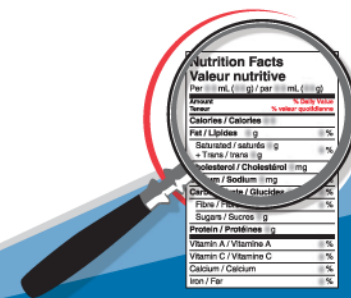 Nutrition Facts
Valeur nutritive
Per mL (g) / par mL (g)
Amount % Daily Value
Teneur % valeur quotidienne
Calories / Calories
Fat / Lipides g %
Saturated / saturés g
+ Trans / trans g %
Cholesterol / Cholestérol mg
/ Sodium mg
/ Glucides %
Fibre / %
Sugars / Sucres g
Protein / Protéines g
Vitamin A / Vitamine A %
Vitamin C / Vitamine C %
Calcium / Calcium %
Iron / Fer %